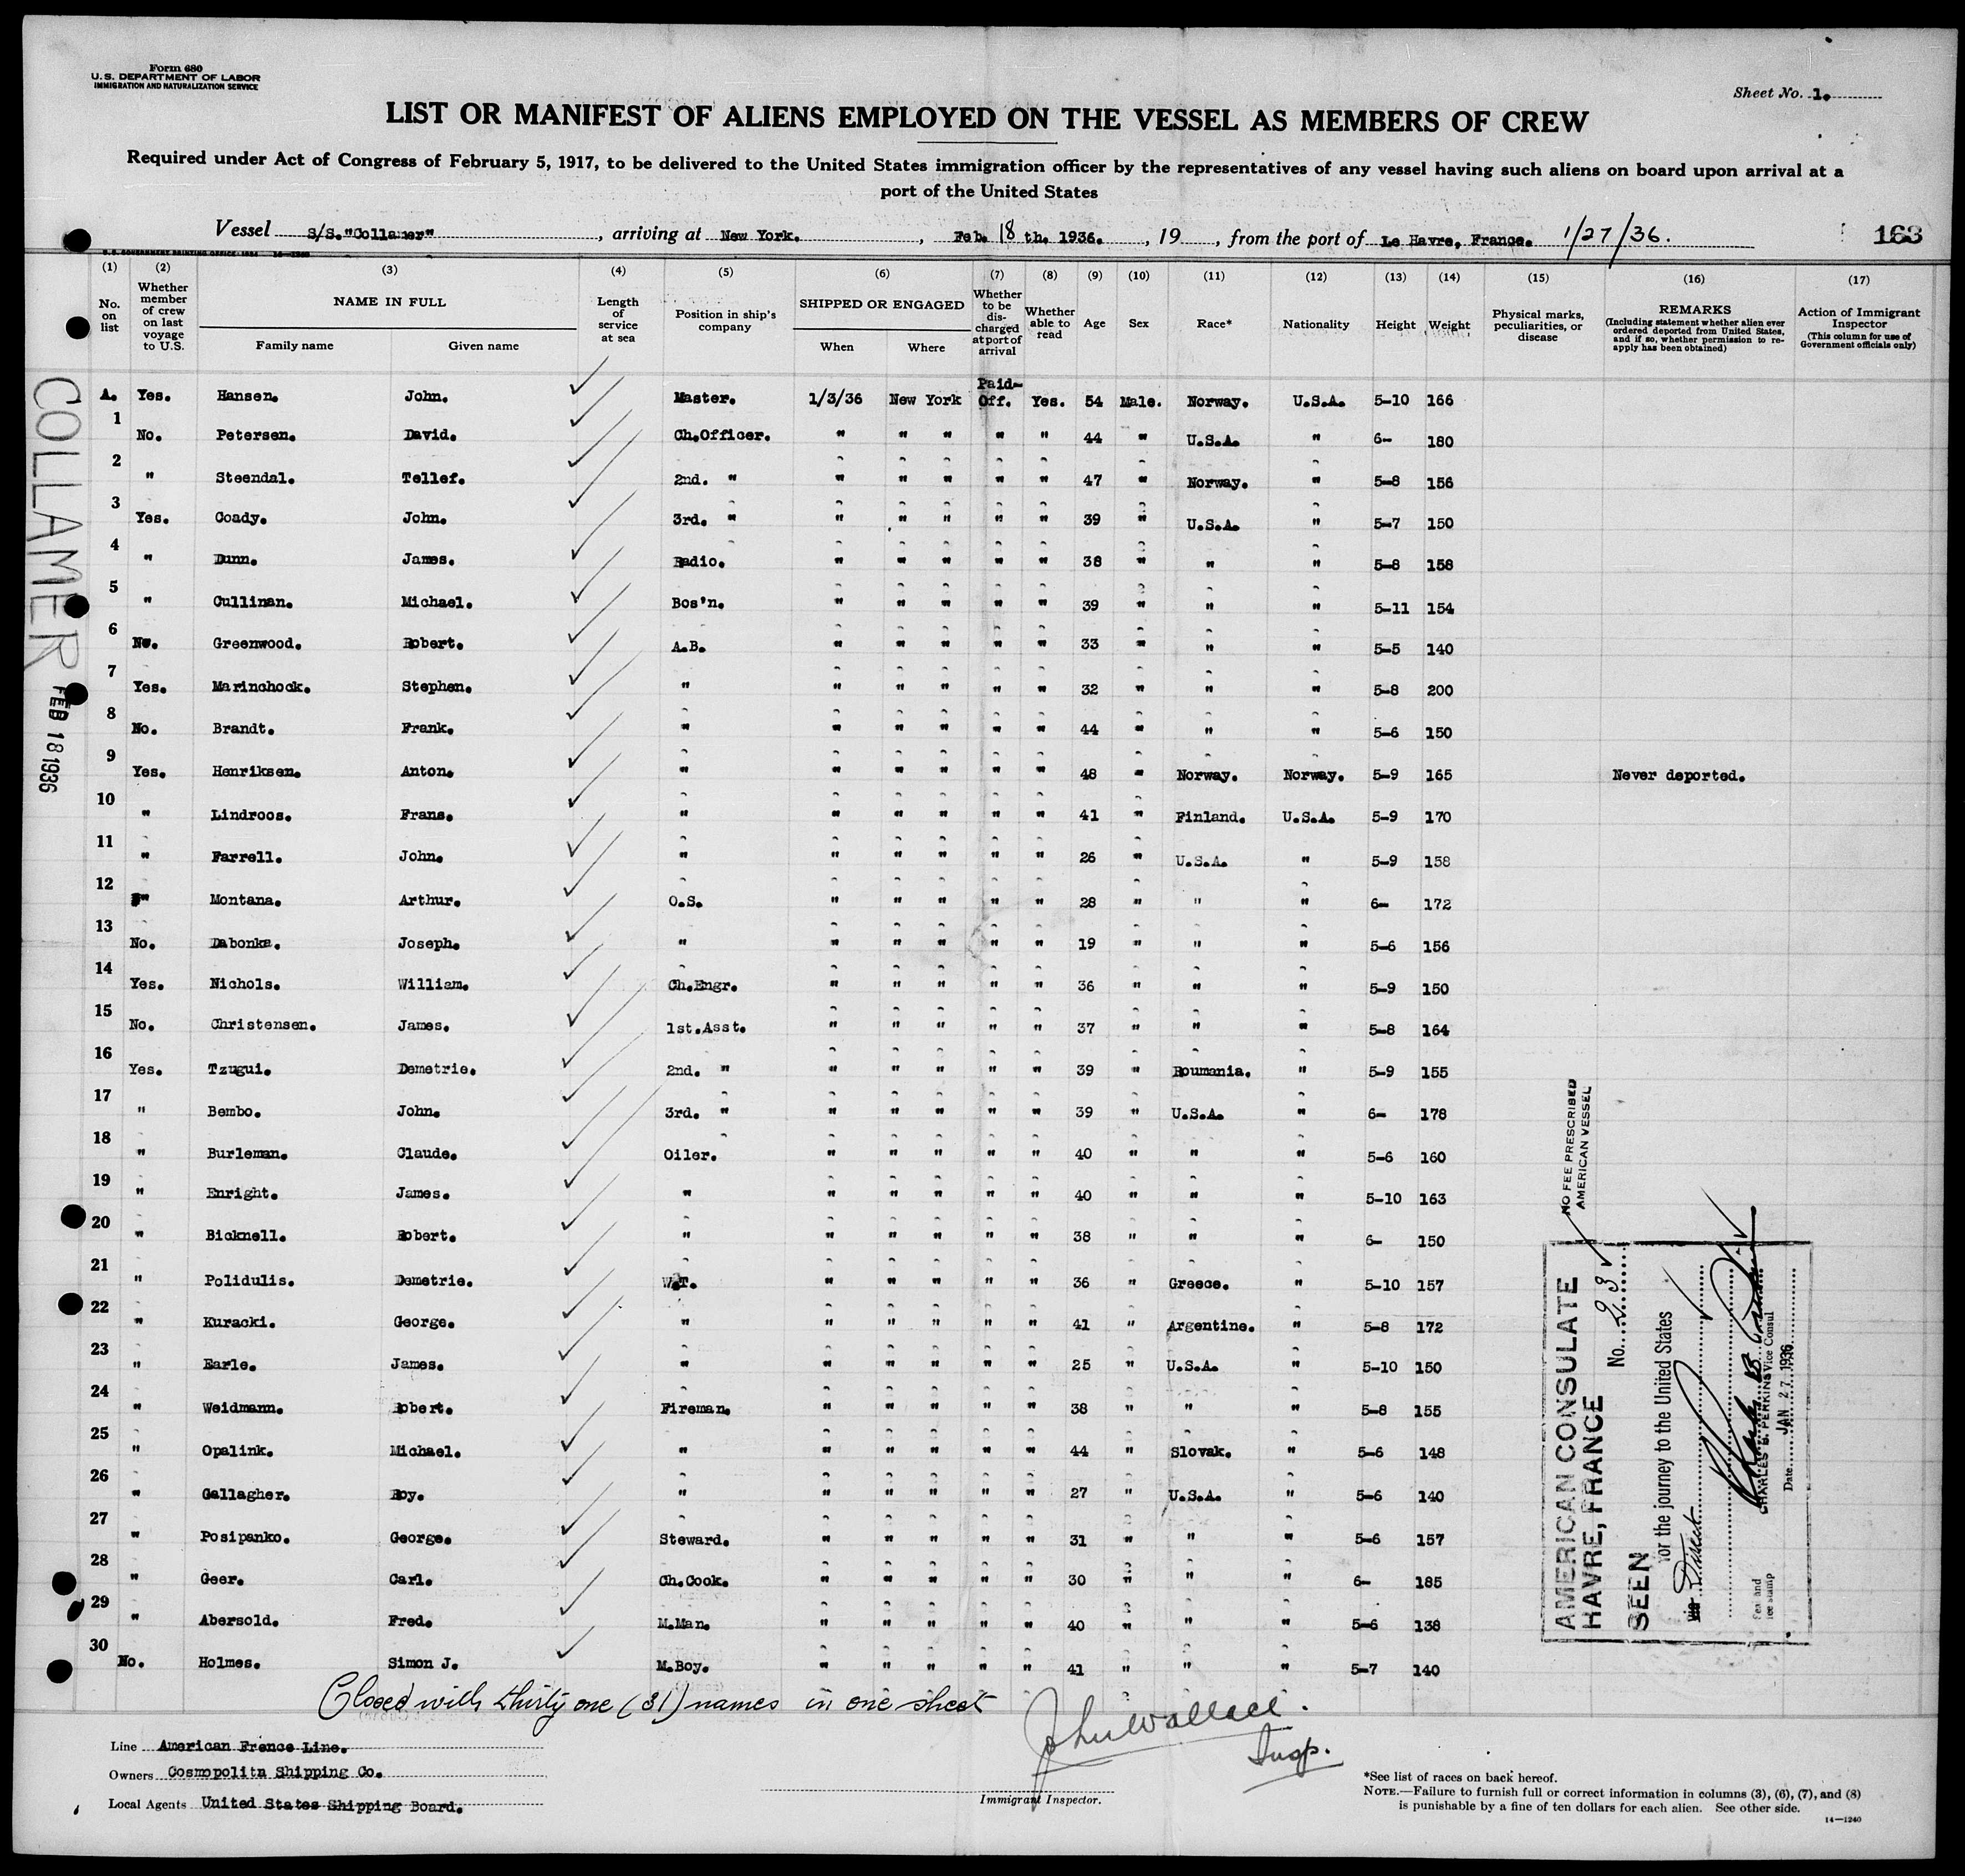 Form 680
U.S. DEPARTMENT OF LABOR
IMMIGRATION AND NATURALIZATION SERVICE
Sheet No. 1.
LIST OR MANIFEST OF ALIENS EMPLOYED ON THE VESSEL AS MEMBERS OF CREW
Required under Act of Congress of February 5, 1917, to be delivered to the United States immigration officer by the representatives of any vessel having such aliens on board upon arrival at a
port of the United States
Vessel S/S."Collamer", arriving at New York., Feb. 18 th. 1936., 19, from the port of Le Havre, France. 1/27/36. 163
(1) (2) (3) (4) (5) (6) (7) (8) (9) (10) (11) (12) (13) (14) (15) (16) (17)
No. on list
Whether member of crew on last voyage to U.S.
NAME IN FULL
Family name
Given name
Length of service at sea
Position in ship's company
SHIPPED OR ENGAGED
When
Where
Whether to be discharged at port of arrival
Whether able to read
Age
Sex
Race*
Nationality
Height
Weight
Physical marks, peculiarities, or disease
REMARKS
(Including statement whether alien ever ordered deported from United States, and if so, whether permission to re-apply has been obtained)
Action of Immigrant Inspector
(This column for use of Government officials only)
A. Yes. Hansen. John. Master. 1/3/36 New York Paid-Off. Yes. 54 Male. Norway. U.S.A. 5-10 166
1 No. Petersen. David. Ch.Officer. " " " " " 44 " U.S.A. " 6- 180
2 " Steendal. Tellef. 2nd. " " " " " " 47 " Norway. " 5-8 156
3 Yes. Coady. John. 3rd. " " " " " " 39 " U.S.A. " 5-7 150
4 " Dunn. James. Radio. " " " " " 38 " " " 5-8 158
5 " Cullinan. Michael. Bos'n. " " " " " 39 " " " 5-11 154
6 No. Greenwood. Robert. A.B. " " " " " 33 " " " 5-5 140
7 Yes. Marinchock. Stephen. " " " " " " 32 " " " 5-8 200
8 No. Brandt. Frank. " " " " " " 44 " " " 5-6 150
9 Yes. Henriksen. Anton. " " " " " " 48 " Norway. Norway. 5-9 165 Never deported.
10 " Lindroos. Frans. " " " " " " 41 " Finland. U.S.A. 5-9 170
11 " Farrell. John. " " " " " " 26 " U.S.A. " 5-9 158
12 " Montana. Arthur. O.S. " " " " " 28 " " " 6- 172
13 No. Dabonka. Joseph. " " " " " " 19 " " " 5-6 156
14 Yes. Nichols. William. Ch.Engr. " " " " " 36 " " " 5-9 150
15 No. Christensen. James. 1st.Asst. " " " " " 37 " " " 5-8 164
16 Yes. Tzugui. Demetrie. 2nd. " " " " " " 39 " Roumania. " 5-9 155
17 " Bembo. John. 3rd. " " " " " " 39 " U.S.A. " 6- 178
18 " Burleman. Claude. Oiler. " " " " " 40 " " " 5-6 160
19 " Enright. James. " " " " " " 40 " " " 5-10 163
20 " Bicknell. Robert. " " " " " " 38 " " " 6- 150
21 " Polidulis. Demetrie. W.T. " " " " " 36 " Greece. " 5-10 157
22 " Kuracki. George. " " " " " " 41 " Argentine. " 5-8 172
23 " Earle. James. " " " " " " 25 " U.S.A. " 5-10 150
24 " Weidmann. Robert. Fireman. " " " " " 38 " " " 5-8 155
25 " Opalink. Michael. " " " " " " 44 " Slovak. " 5-6 148
26 " Gallagher. Roy. " " " " " " 27 " U.S.A. " 5-6 140
27 " Posipanko. George. Steward. " " " " " 31 " " " 5-6 157
28 " Geer. Carl. Ch.Cook. " " " " " 30 " " " 6- 185
29 " Abersold. Fred. M.Man. " " " " " 40 " " " 5-6 138
30 No. Holmes. Simon J. M.Boy. " " " " " 41 " " " 5-7 140
Closed with thirty one (31) names in one sheet
John Wallace.
Insp.
Immigrant Inspector.
Line American France Line.
Owners Cosmopolitn Shipping Co.
Local Agents United States Shipping Board.
*See list of races on back hereof.
NOTE.—Failure to furnish full or correct information in columns (3), (6), (7), and (8)
is punishable by a fine of ten dollars for each alien. See other side.
14—1240
COLLAMER
FEB 18 1936
NO FEE PRESCRIBED
AMERICAN VESSEL
AMERICAN CONSULATE
HAVRE, FRANCE
No. 23
SEEN
for the journey to the United States
via Direct
CHARLES B. PERKINS Vice Consul
Date JAN 27 1936
Fee and
fee stamp